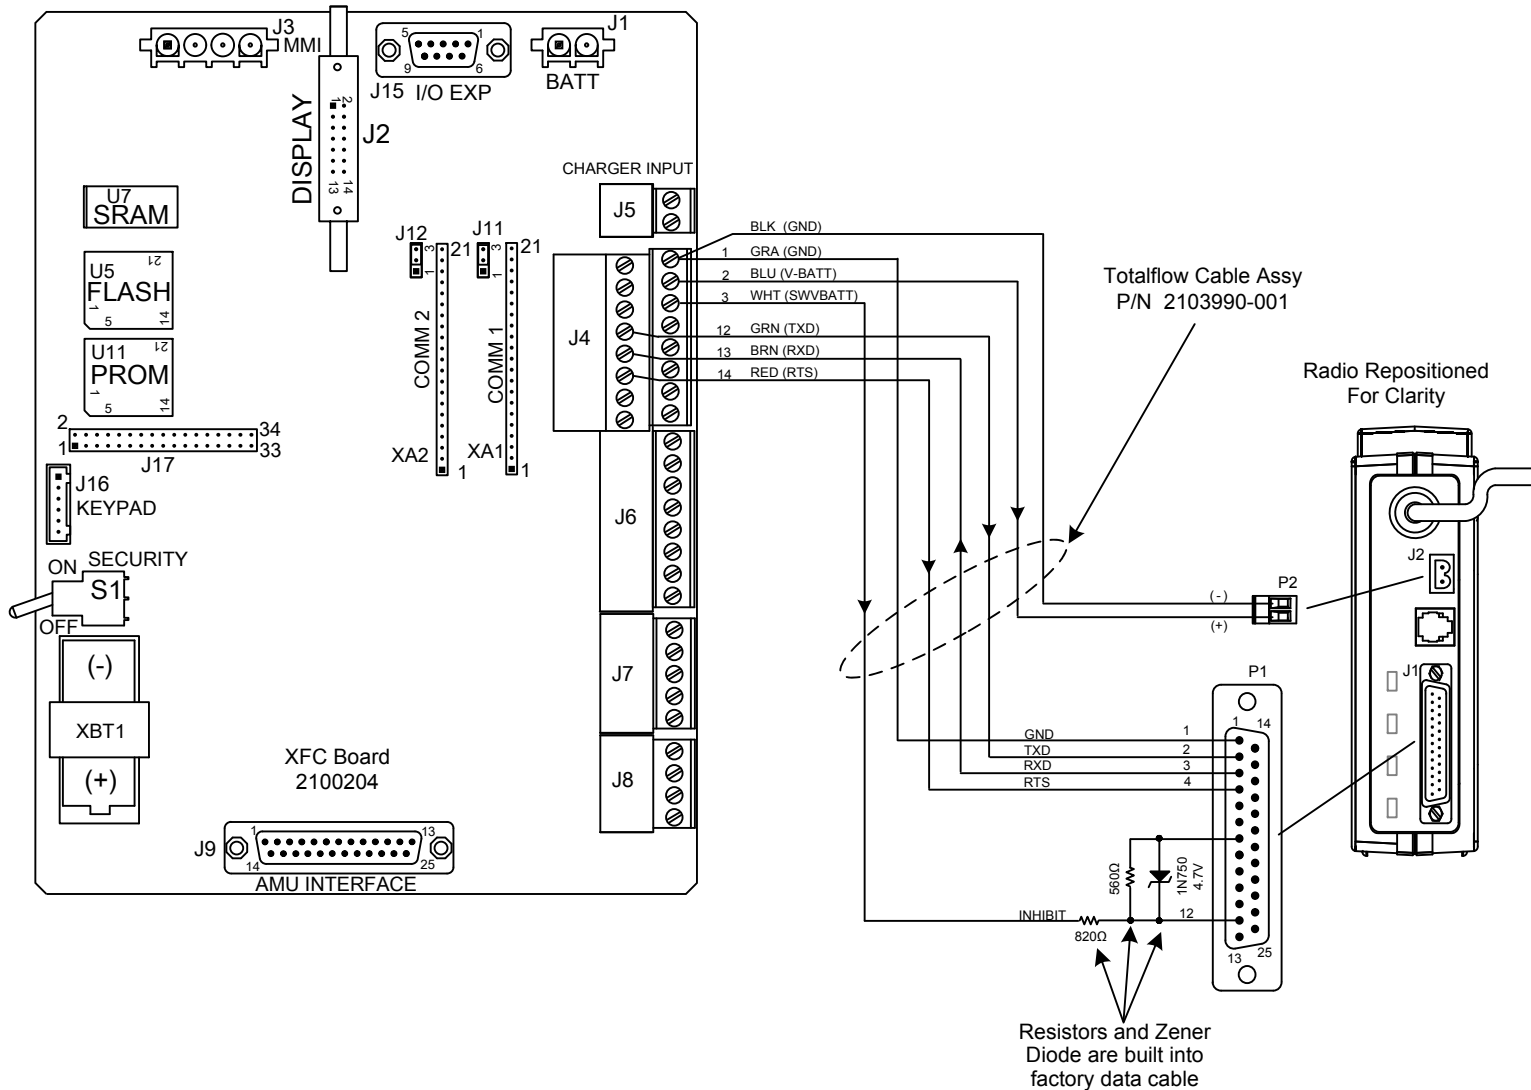 J3
MMI
5
1
9
6
J15
I/O EXP
J1
BATT
DISPLAY
1
2
13
14
J2
CHARGER INPUT
J5
U7
SRAM
U5
FLASH
21
1
5
14
U11
PROM
21
1
5
14
2
1
34
33
J17
J16
KEYPAD
J12
3
1
21
COMM 2
XA2
1
J11
3
1
21
COMM 1
XA1
1
J4
BLK (GND)
1 GRA (GND)
2 BLU (V-BATT)
3 WHT (SWVBATT)
12 GRN (TXD)
13 BRN (RXD)
14 RED (RTS)
Totalflow Cable Assy
P/N 2103990-001
Radio Repositioned
For Clarity
J6
J7
J8
SECURITY
ON
S1
OFF
(-)
XBT1
(+)
XFC Board
2100204
J9
1
13
14
25
AMU INTERFACE
J2
P2
(-)
(+)
J1
P1
1
14
GND 1
TXD 2
RXD 3
RTS 4
560Ω
1N750
4.7V
INHIBIT
820Ω
12
13
25
Resistors and Zener
Diode are built into
factory data cable